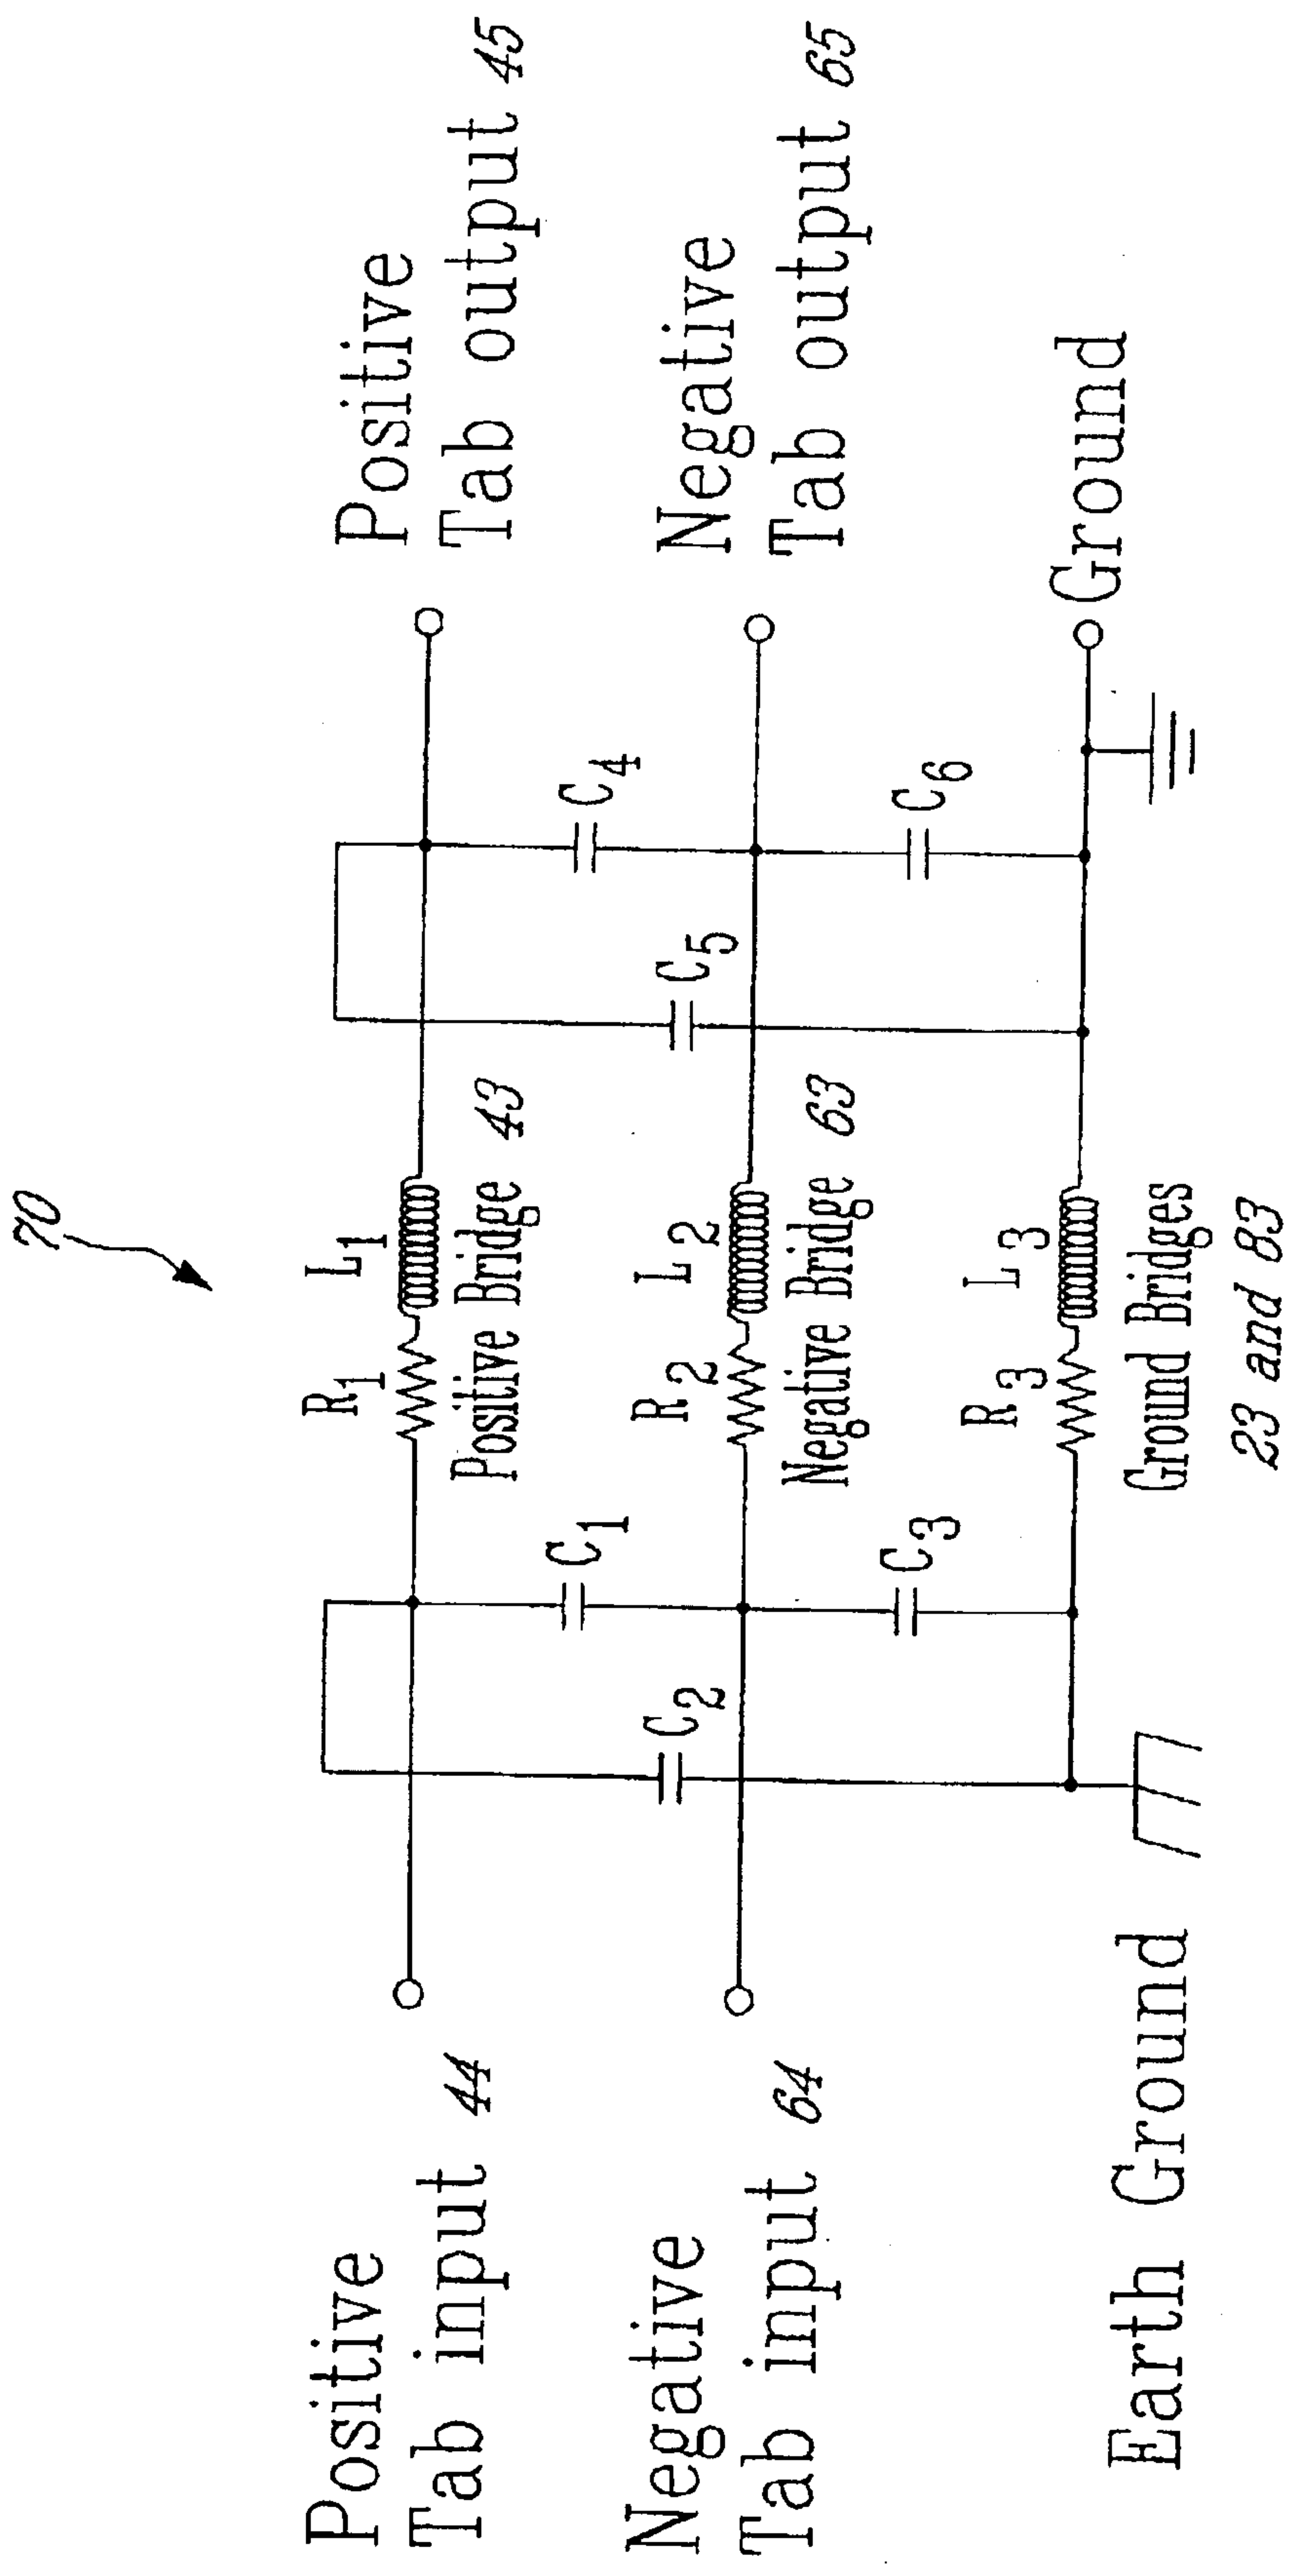 70
Positive
Tab input 44
R1 L1
Positive Bridge 43
Positive
Tab output 45
C1
C2
C4
C5
Negative
Tab input 64
R2 L2
Negative Bridge 63
Negative
Tab output 65
C3
C6
R3 L3
Ground Bridges
23 and 83
Earth Ground
Ground